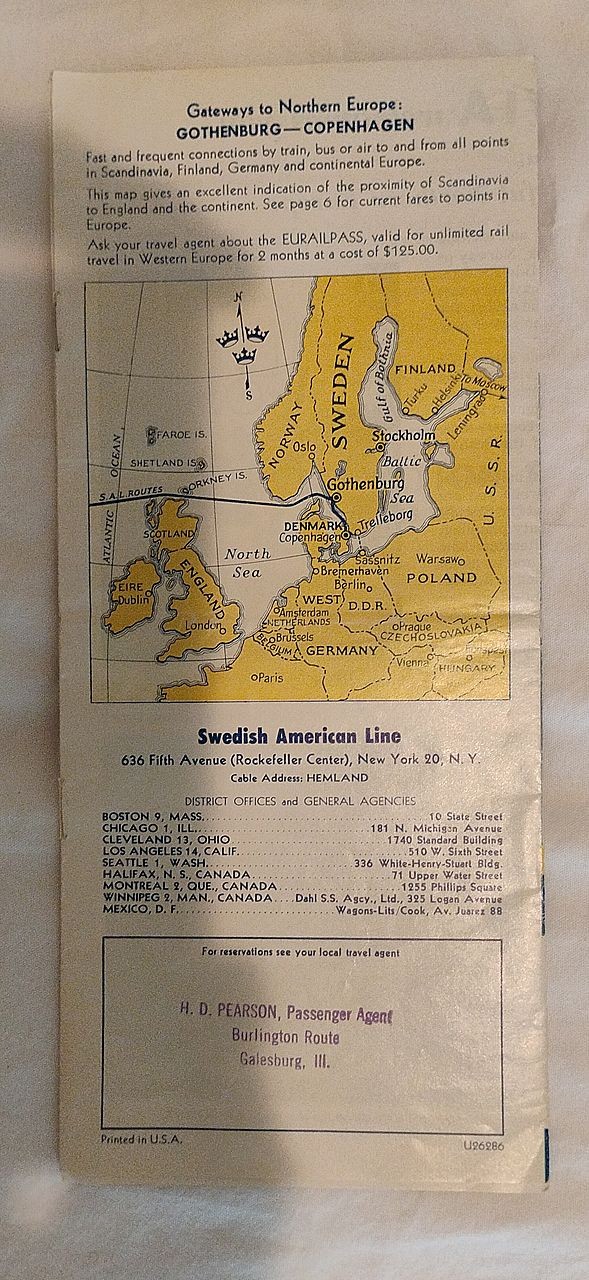 Gateways to Northern Europe:
GOTHENBURG—COPENHAGEN
Fast and frequent connections by train, bus or air to and from all points
in Scandinavia, Finland, Germany and continental Europe.
This map gives an excellent indication of the proximity of Scandinavia
to England and the continent. See page 6 for current fares to points in
Europe.
Ask your travel agent about the EURAILPASS, valid for unlimited rail
travel in Western Europe for 2 months at a cost of $125.00.
N
S
ATLANTIC OCEAN
FAROE IS.
SHETLAND IS.
ORKNEY IS.
S.A.L. ROUTES
NORWAY
Oslo
SWEDEN
Gulf of Bothnia
FINLAND
Turku
Helsinki
To Moscow
Leningrad
U. S. S. R.
Stockholm
Baltic
Sea
Gothenburg
DENMARK
Copenhagen
Trelleborg
Sassnitz
SCOTLAND
North
Sea
EIRE
Dublin
ENGLAND
London
Bremerhaven
Berlin
Warsaw
POLAND
WEST
D.D.R.
Amsterdam
NETHERLANDS
Brussels
BELGIUM
GERMANY
Prague
CZECHOSLOVAKIA
Vienna
HUNGARY
Paris
Swedish American Line
636 Fifth Avenue (Rockefeller Center), New York 20, N. Y.
Cable Address: HEMLAND
DISTRICT OFFICES and GENERAL AGENCIES
BOSTON 9, MASS. 10 State Street
CHICAGO 1, ILL. 181 N. Michigan Avenue
CLEVELAND 13, OHIO 1740 Standard Building
LOS ANGELES 14, CALIF. 510 W. Sixth Street
SEATTLE 1, WASH. 336 White-Henry-Stuart Bldg.
HALIFAX, N. S., CANADA 71 Upper Water Street
MONTREAL 2, QUE., CANADA 1255 Phillips Square
WINNIPEG 2, MAN., CANADA Dahl S.S. Agcy., Ltd., 325 Logan Avenue
MEXICO, D. F. Wagons-Lits/Cook, Av. Juarez 88
For reservations see your local travel agent
H. D. PEARSON, Passenger Agent
Burlington Route
Galesburg, Ill.
Printed in U.S.A.
U26286